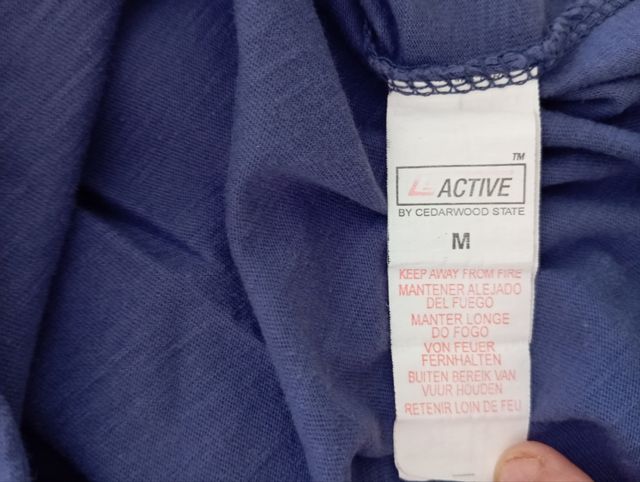 TM
ACTIVE
BY CEDARWOOD STATE
M
KEEP AWAY FROM FIRE
MANTENER ALEJADO
DEL FUEGO
MANTER LONGE
DO FOGO
VON FEUER
FERNHALTEN
BUITEN BEREIK VAN
VUUR HOUDEN
RETENIR LOIN DE FEU